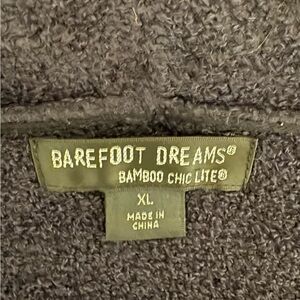 BAREFOOT DREAMS®
BAMBOO CHIC LITE®
XL
MADE IN
CHINA